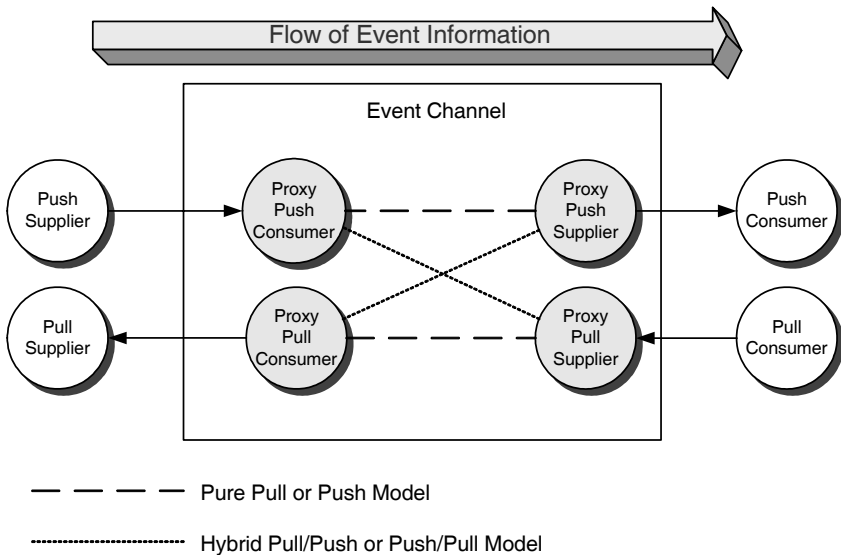 Flow of Event Information
Event Channel
Push
Supplier
Proxy
Push
Consumer
Proxy
Push
Supplier
Push
Consumer
Pull
Supplier
Proxy
Pull
Consumer
Proxy
Pull
Supplier
Pull
Consumer
Pure Pull or Push Model
Hybrid Pull/Push or Push/Pull Model